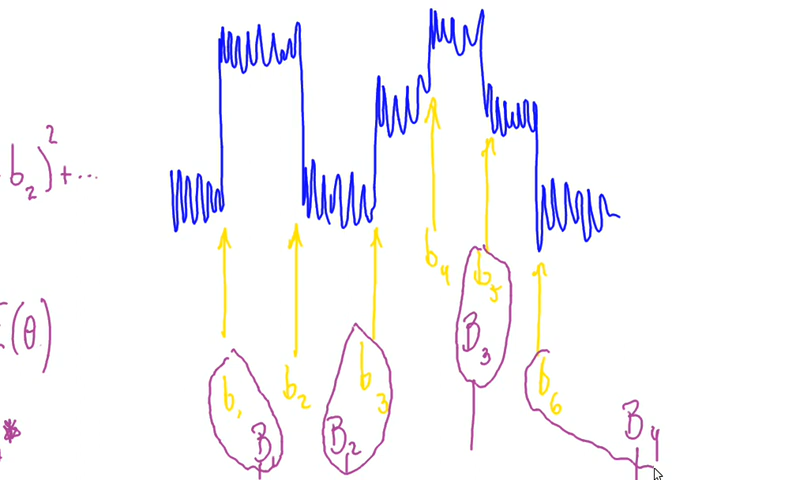 b₂)² + ...
(θ)
*
b₄
b₅
B₃
b₁
B₁
b₂
b₃
B₂
b₆
B₄